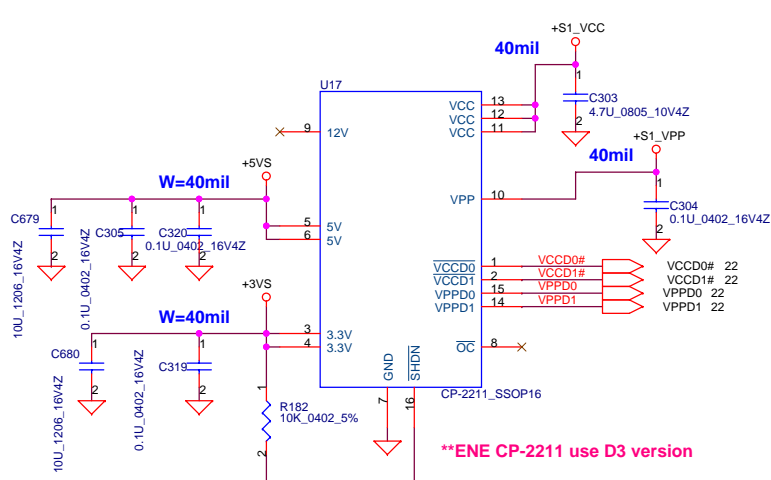 +S1_VCC
40mil
U17
1
C303
4.7U_0805_10V4Z
2
13
VCC
12
VCC
11
VCC
9
12V
+S1_VPP
40mil
+5VS
W=40mil
1
C304
0.1U_0402_16V4Z
2
10
VPP
C679
1
2
10U_1206_16V4Z
C305
1
2
0.1U_0402_16V4Z
C320
1
2
0.1U_0402_16V4Z
5
5V
6
5V
VCCD0
1
VCCD0#
VCCD0# 22
VCCD1
2
VCCD1#
VCCD1# 22
VPPD0
15
VPPD0
VPPD0 22
VPPD1
14
VPPD1
VPPD1 22
+3VS
W=40mil
3
3.3V
4
3.3V
OC
8
C680
1
2
10U_1206_16V4Z
C319
1
2
0.1U_0402_16V4Z
GND
7
SHDN
16
CP-2211_SSOP16
1
R182
10K_0402_5%
2
**ENE CP-2211 use D3 version